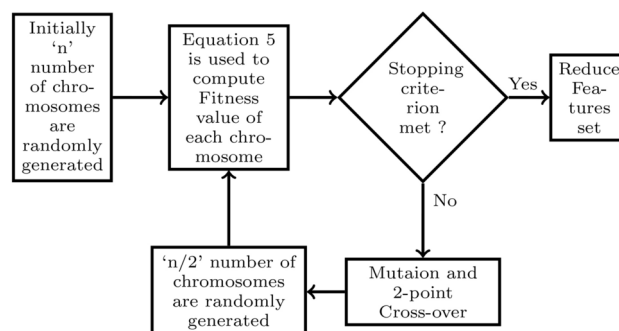 Initially
‘n’
number
of chro-
mosomes
are
randomly
generated
Equation 5
is used to
compute
Fitness
value of
each chro-
mosome
Stopping
crite-
rion
met ?
Yes
Reduce
Fea-
tures
set
No
Mutaion and
2-point
Cross-over
‘n/2’ number of
chromosomes
are randomly
generated